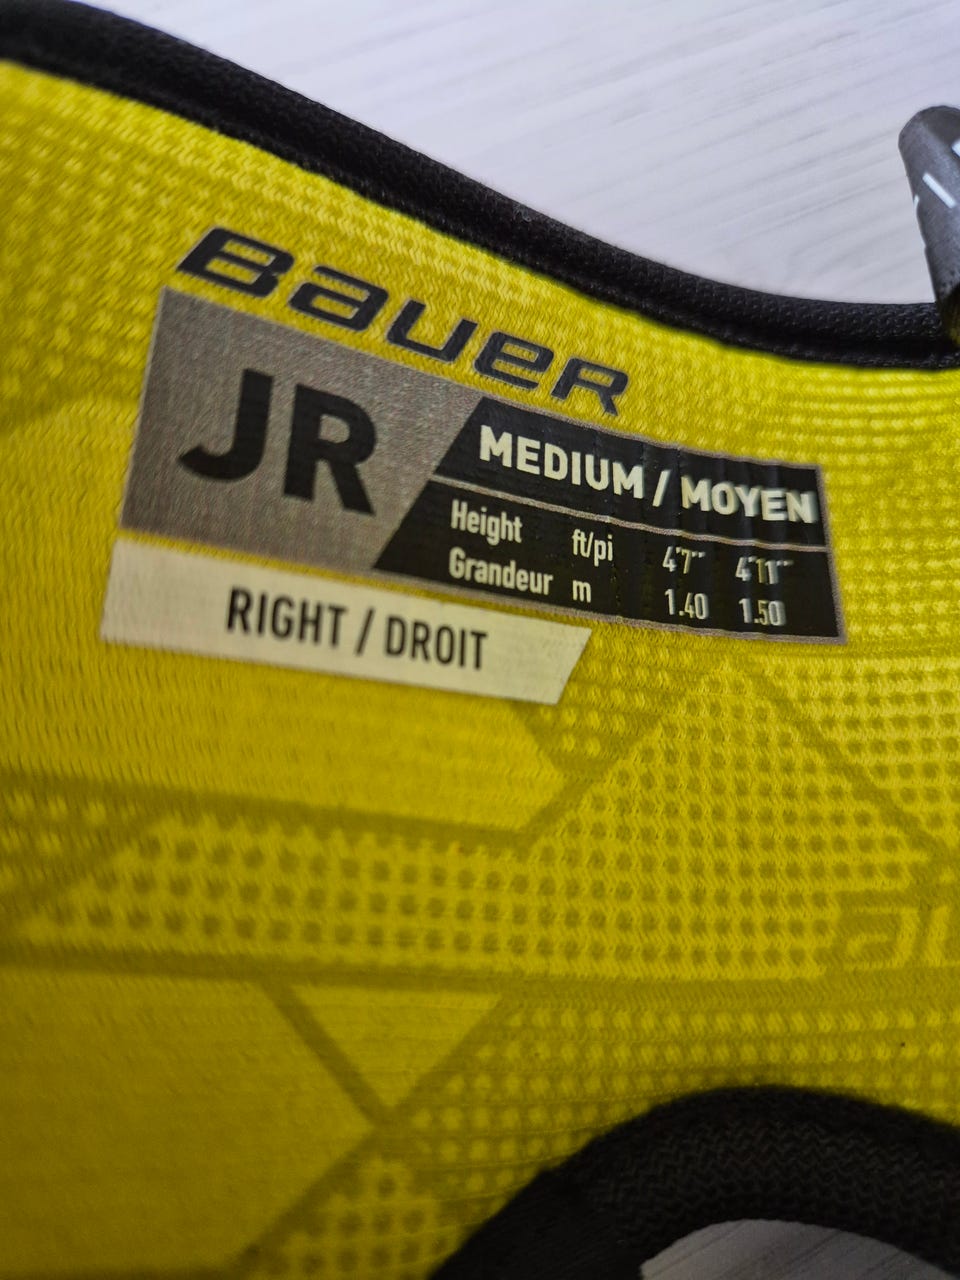 BAUER
JR
MEDIUM / MOYEN
Height ft/pi 4'7" 4'11"
Grandeur m 1.40 1.50
RIGHT / DROIT